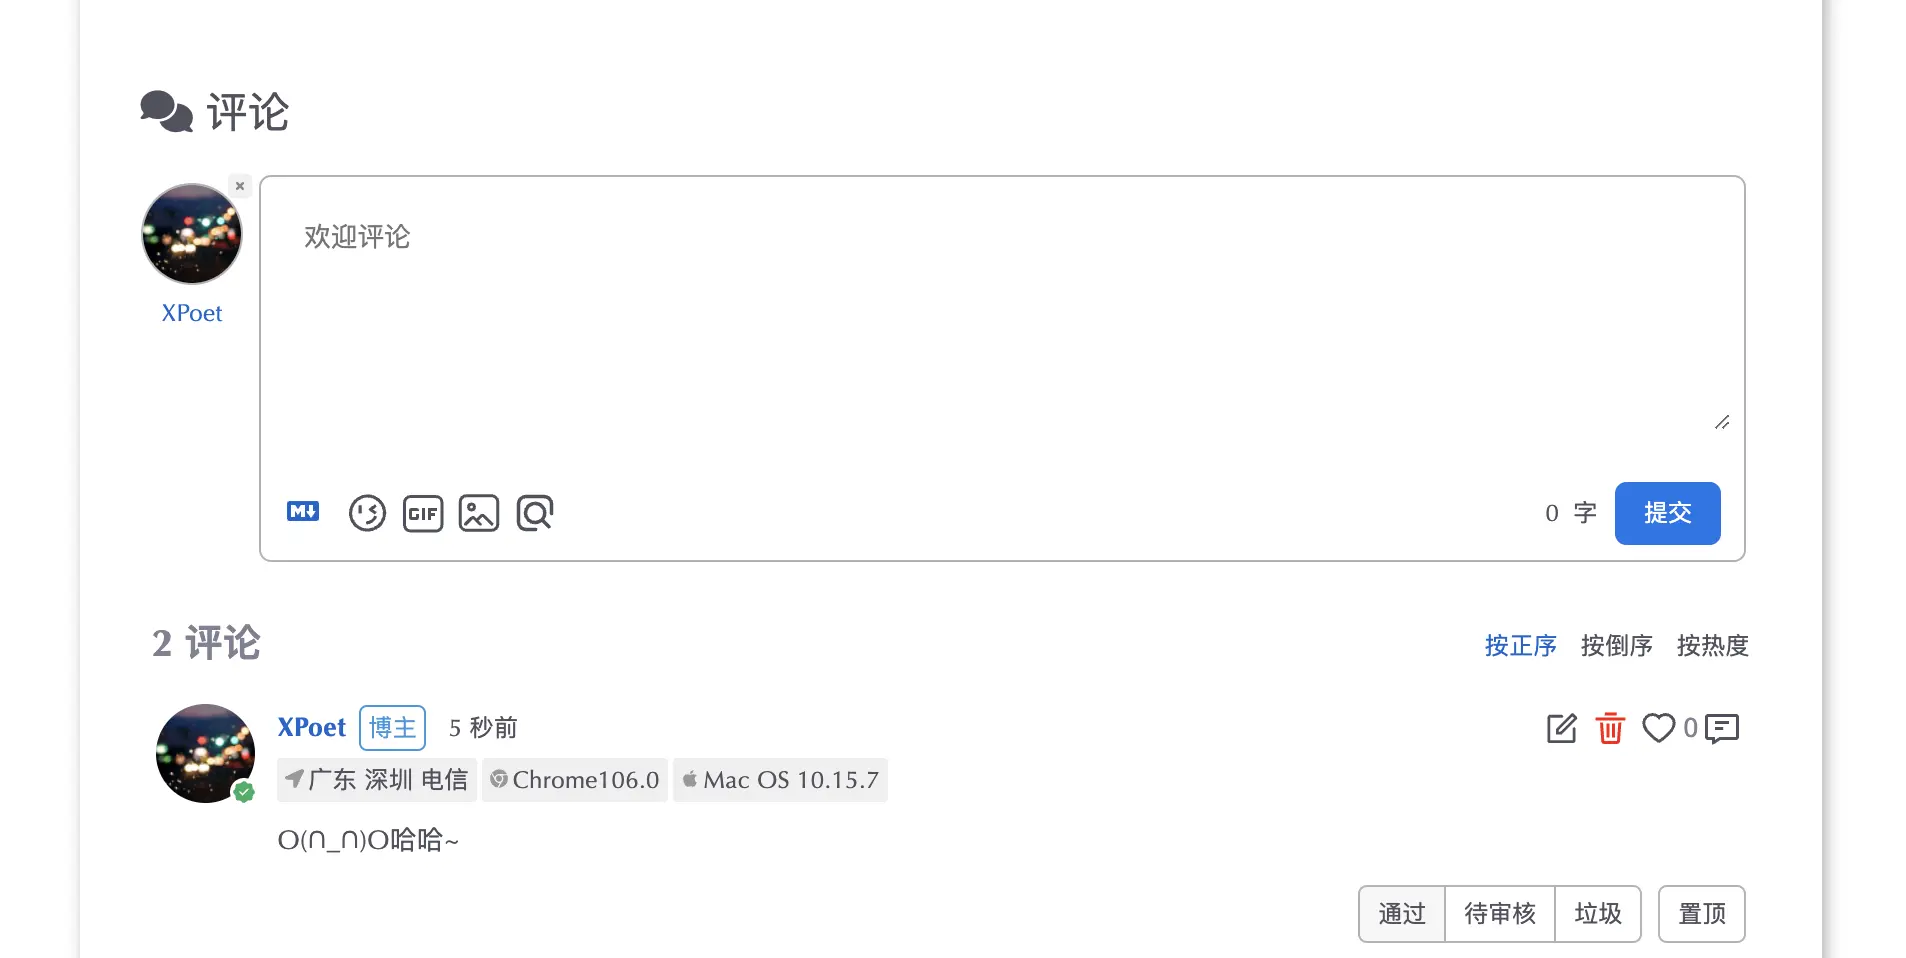 评论
×
欢迎评论
XPoet
M↓ GIF 0 字 提交
2 评论 按正序 按倒序 按热度
XPoet 博主 5 秒前 0
广东 深圳 电信 Chrome106.0 Mac OS 10.15.7
O(∩_∩)O哈哈~
通过 待审核 垃圾 置顶